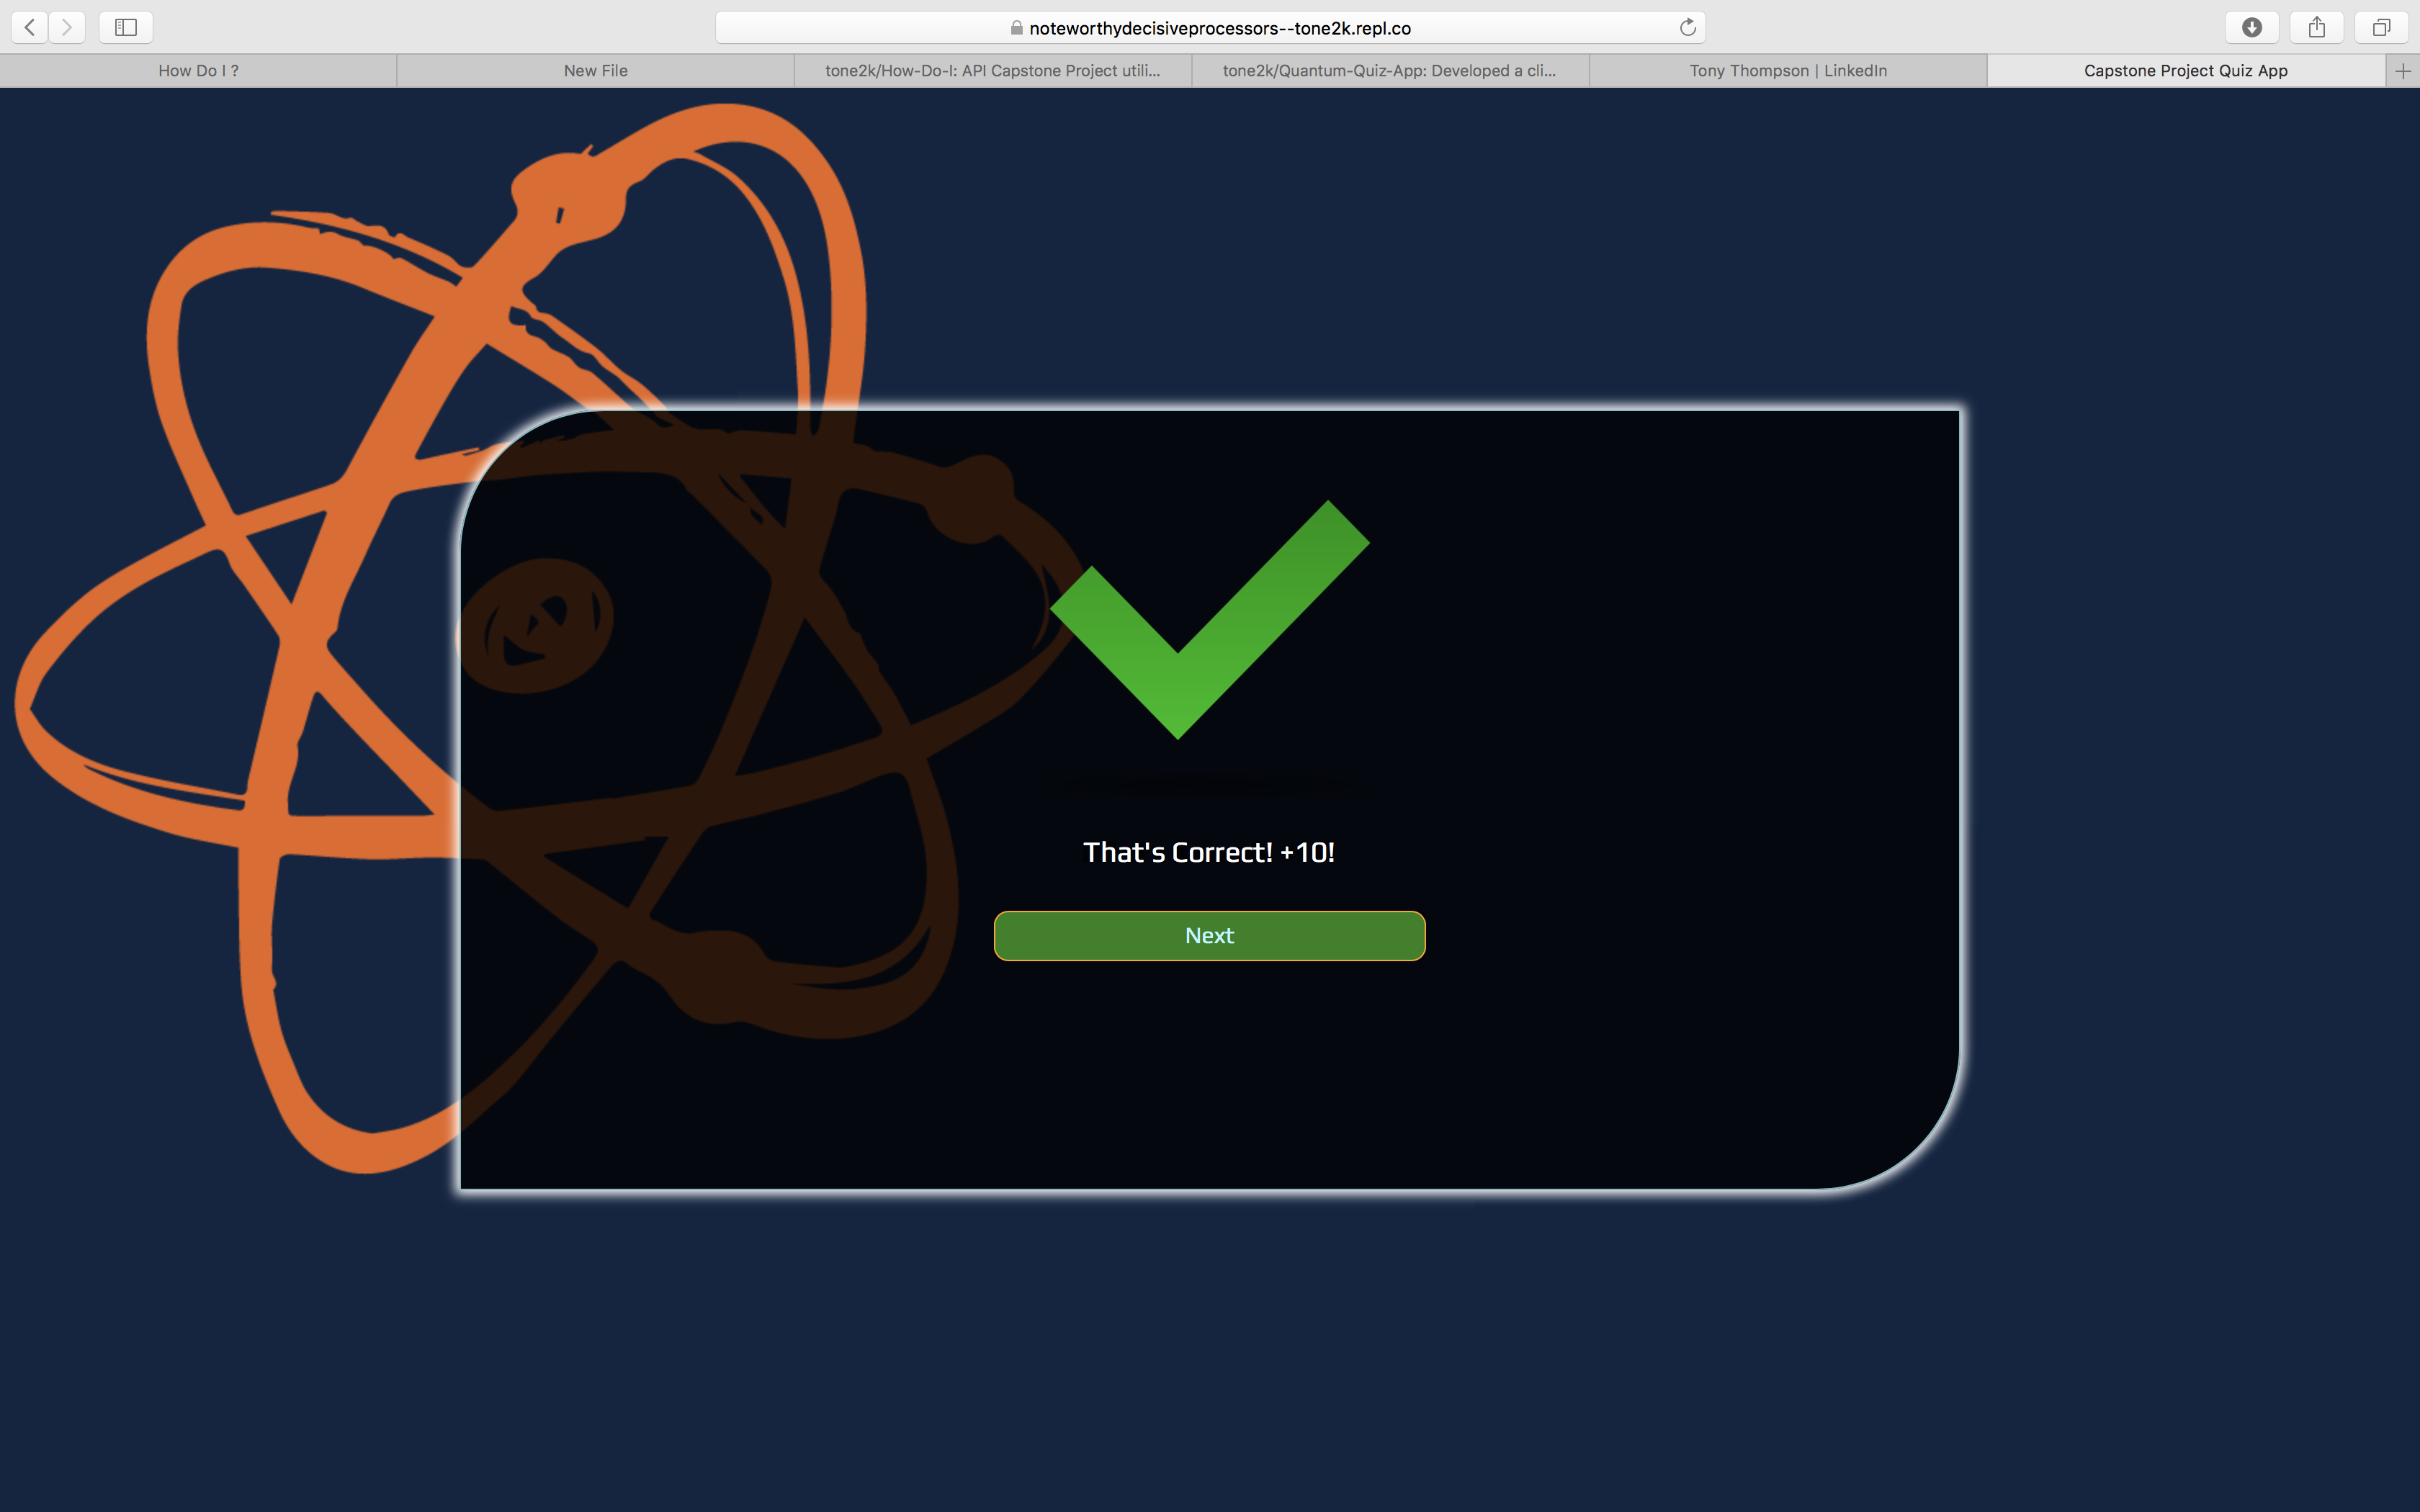 noteworthydecisiveprocessors--tone2k.repl.co
How Do I ?
New File
tone2k/How-Do-I: API Capstone Project utili...
tone2k/Quantum-Quiz-App: Developed a cli...
Tony Thompson | LinkedIn
Capstone Project Quiz App
That's Correct! +10!
Next